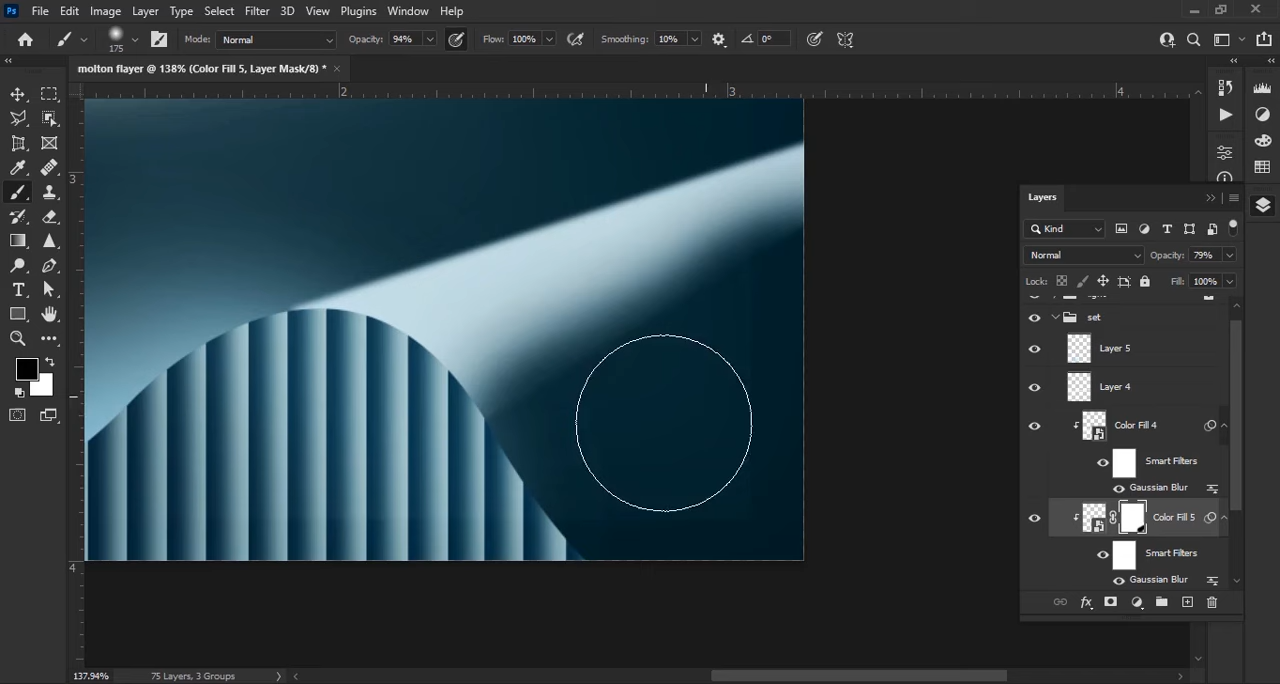 Ps File Edit Image Layer Type Select Filter 3D View Plugins Window Help
175 Mode: Normal Opacity: 94% Flow: 100% Smoothing: 10% 0°
molton flayer @ 138% (Color Fill 5, Layer Mask/8) * ×
2 3 4
3
4
Layers
Kind
Normal Opacity: 79%
Lock: Fill: 100%
set
Layer 5
Layer 4
Color Fill 4
Smart Filters
Gaussian Blur
Color Fill 5
Smart Filters
Gaussian Blur
fx
137.94% 75 Layers, 3 Groups